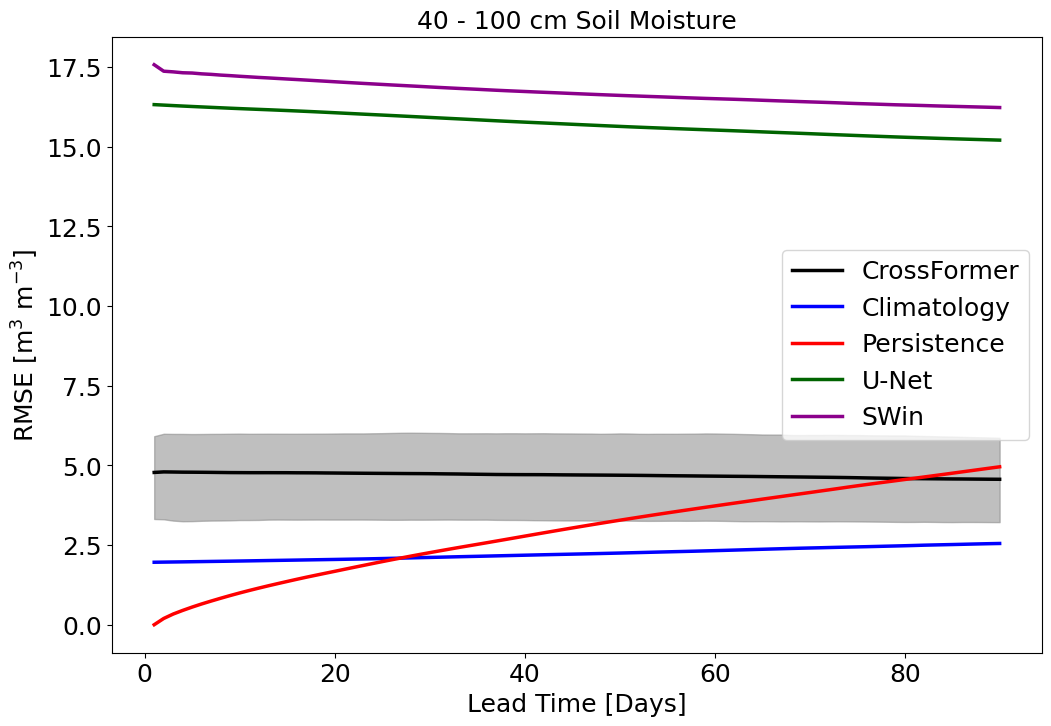 40 - 100 cm Soil Moisture
RMSE [m³ m⁻³]
17.5
15.0
12.5
10.0
7.5
5.0
2.5
0.0
CrossFormer
Climatology
Persistence
U-Net
SWin
0 20 40 60 80
Lead Time [Days]